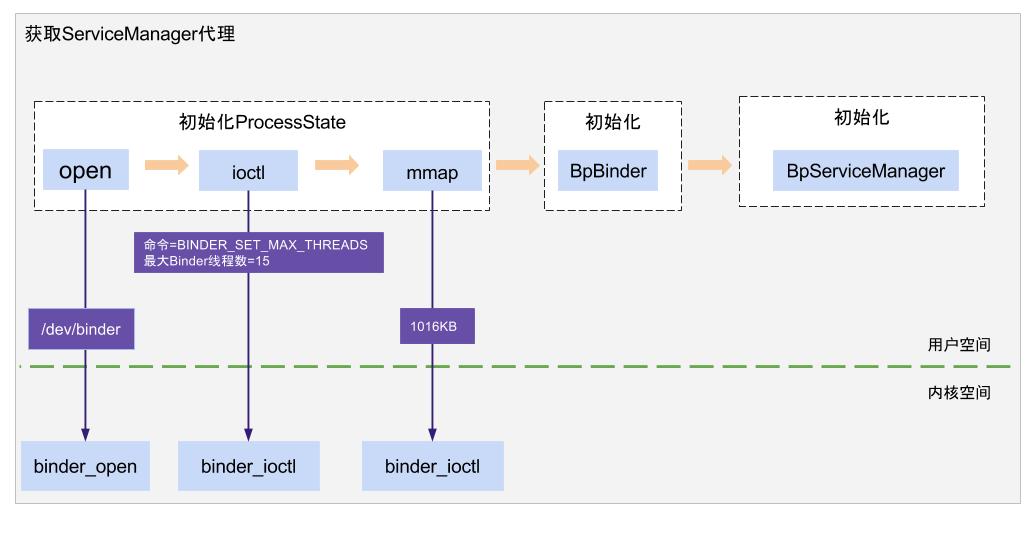 获取ServiceManager代理
初始化ProcessState
初始化
初始化
open
ioctl
mmap
BpBinder
BpServiceManager
命令=BINDER_SET_MAX_THREADS
最大Binder线程数=15
/dev/binder
1016KB
用户空间
内核空间
binder_open
binder_ioctl
binder_ioctl